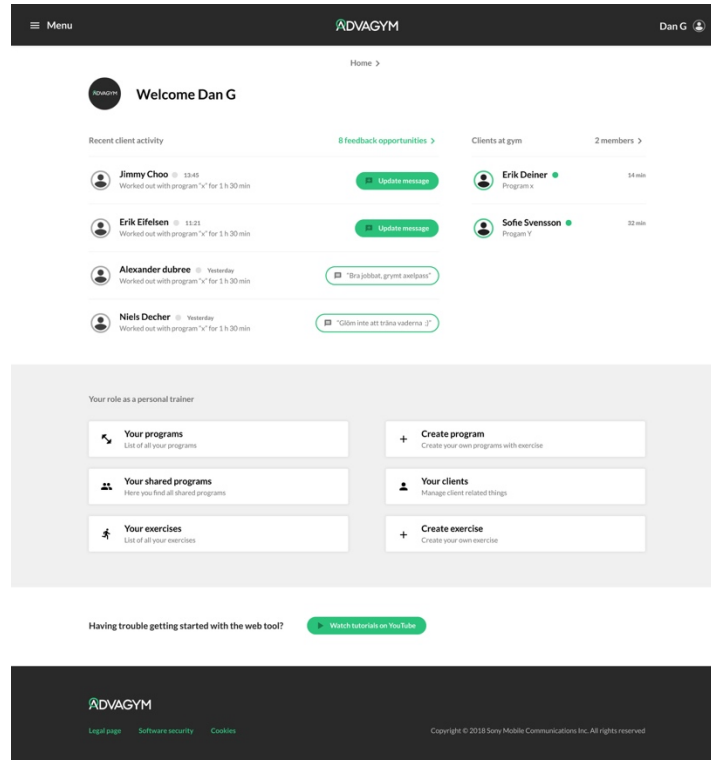 Menu
ADVAGYM
Dan G
Home >
ADVAGYM
Welcome Dan G
Recent client activity
8 feedback opportunities >
Clients at gym
2 members >
Jimmy Choo 13:45
Worked out with program "x" for 1 h 30 min
Update message
Erik Deiner
Program x
14 min
Erik Eifelsen 11:21
Worked out with program "x" for 1 h 30 min
Update message
Sofie Svensson
Progam Y
32 min
Alexander dubree Yesterday
Worked out with program "x" for 1 h 30 min
"Bra jobbat, grymt axelpass"
Niels Decher Yesterday
Worked out with program "x" for 1 h 30 min
"Glöm inte att träna vaderna ;)"
Your role as a personal trainer
Your programs
List of all your programs
Create program
Create your own programs with exercise
Your shared programs
Here you find all shared programs
Your clients
Manage client related things
Your exercises
List of all your exercises
Create exercise
Create your own exercise
Having trouble getting started with the web tool?
Watch tutorials on YouTube
ADVAGYM
Legal page Software security Cookies
Copyright © 2018 Sony Mobile Communications Inc. All rights reserved